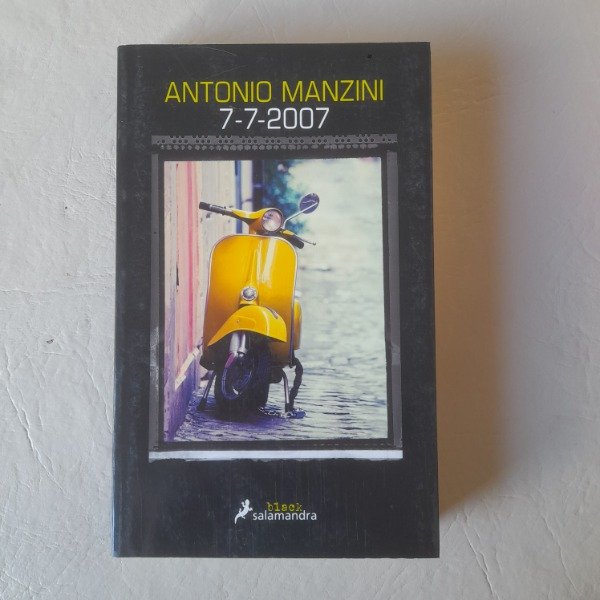 ANTONIO MANZINI
7-7-2007
black
salamandra